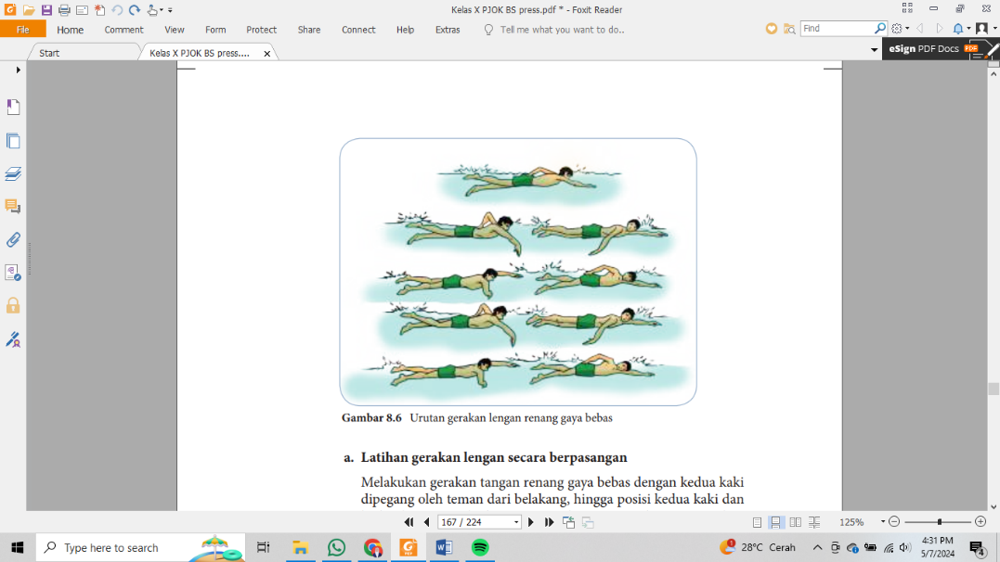 Kelas X PJOK BS press.pdf * - Foxit Reader
File Home Comment View Form Protect Share Connect Help Extras Tell me what you want to do.. Find
Start Kelas X PJOK BS press.... eSign PDF Docs PDF
Gambar 8.6 Urutan gerakan lengan renang gaya bebas
a. Latihan gerakan lengan secara berpasangan
Melakukan gerakan tangan renang gaya bebas dengan kedua kaki
dipegang oleh teman dari belakang, hingga posisi kedua kaki dan
167 / 224 125%
Type here to search 28°C Cerah 4:31 PM
5/7/2024 4